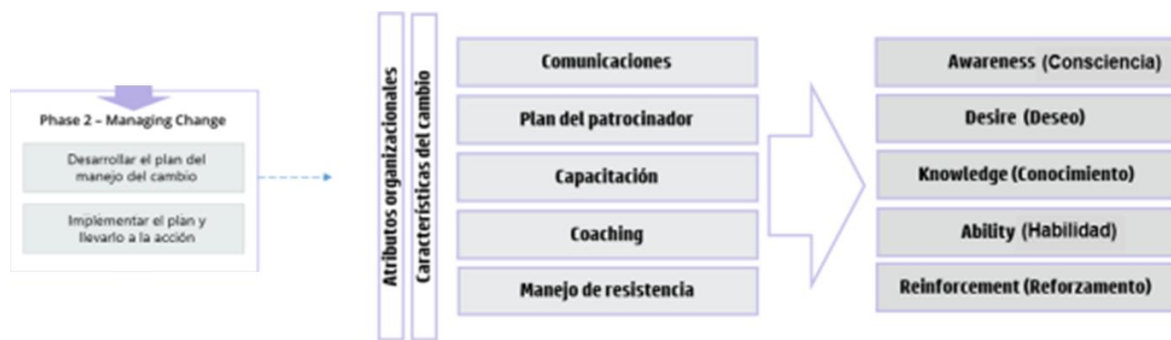 Phase 2 – Managing Change
Desarrollar el plan del
manejo del cambio
Implementar el plan y
llevarlo a la acción
Atributos organizacionales
Características del cambio
Comunicaciones
Plan del patrocinador
Capacitación
Coaching
Manejo de resistencia
Awareness (Consciencia)
Desire (Deseo)
Knowledge (Conocimiento)
Ability (Habilidad)
Reinforcement (Reforzamento)